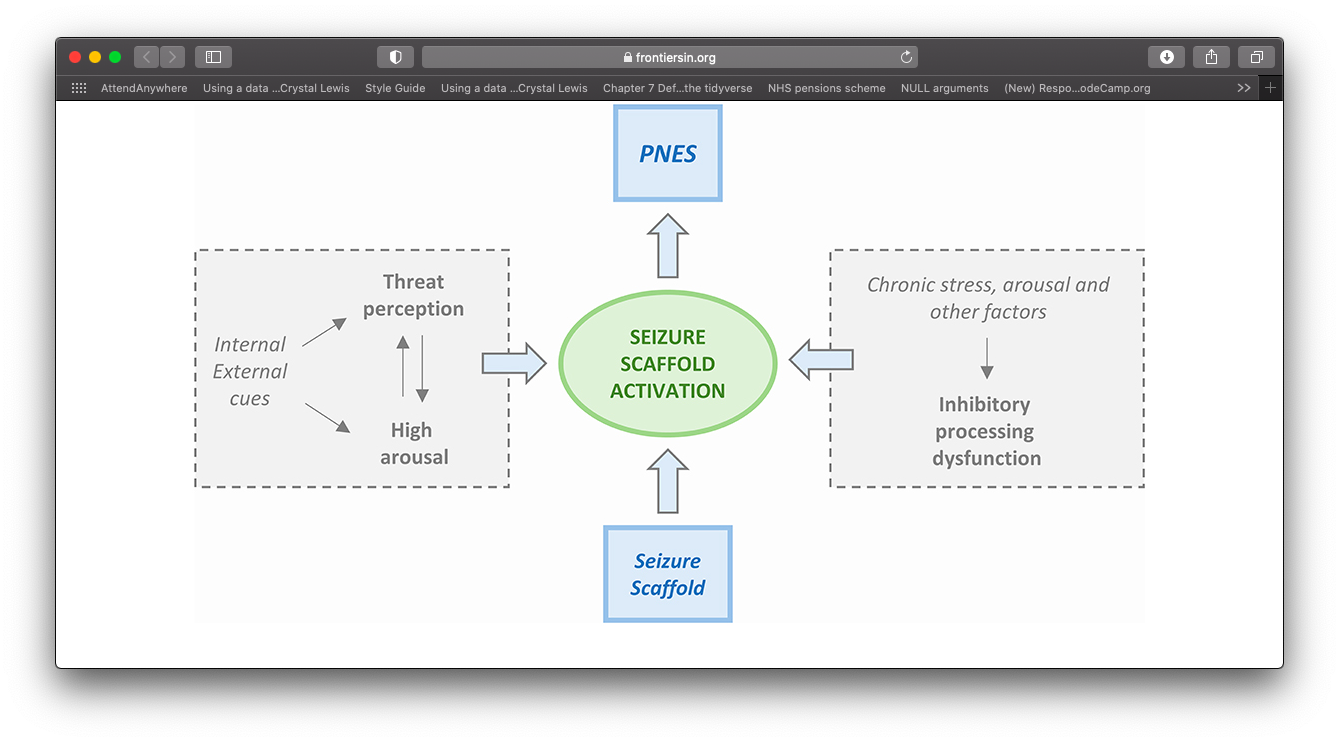 frontiersin.org
AttendAnywhere
Using a data ...Crystal Lewis
Style Guide
Using a data ...Crystal Lewis
Chapter 7 Def...the tidyverse
NHS pensions scheme
NULL arguments
(New) Respo...odeCamp.org
PNES
Threat
perception
Internal
External
cues
High
arousal
SEIZURE
SCAFFOLD
ACTIVATION
Chronic stress, arousal and
other factors
Inhibitory
processing
dysfunction
Seizure
Scaffold